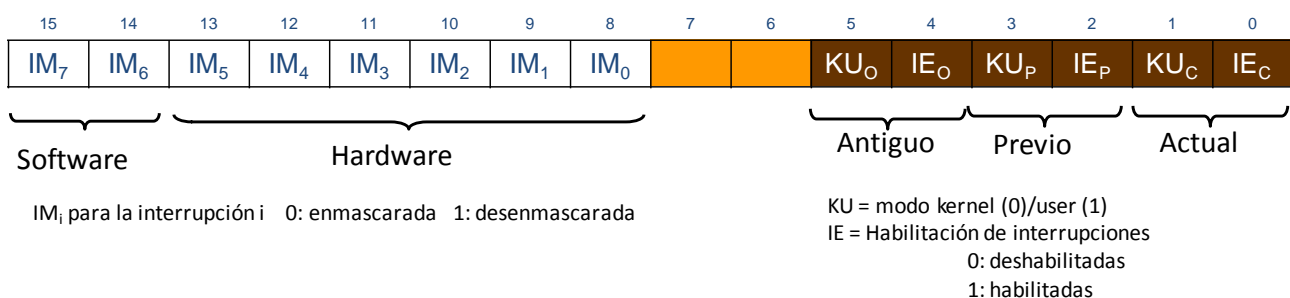 15 14 13 12 11 10 9 8 7 6 5 4 3 2 1 0
IM7 IM6 IM5 IM4 IM3 IM2 IM1 IM0 KUO IEO KUP IEP KUC IEC
Software Hardware Antiguo Previo Actual
IMi para la interrupción i 0: enmascarada 1: desenmascarada
KU = modo kernel (0)/user (1)
IE = Habilitación de interrupciones
0: deshabilitadas
1: habilitadas